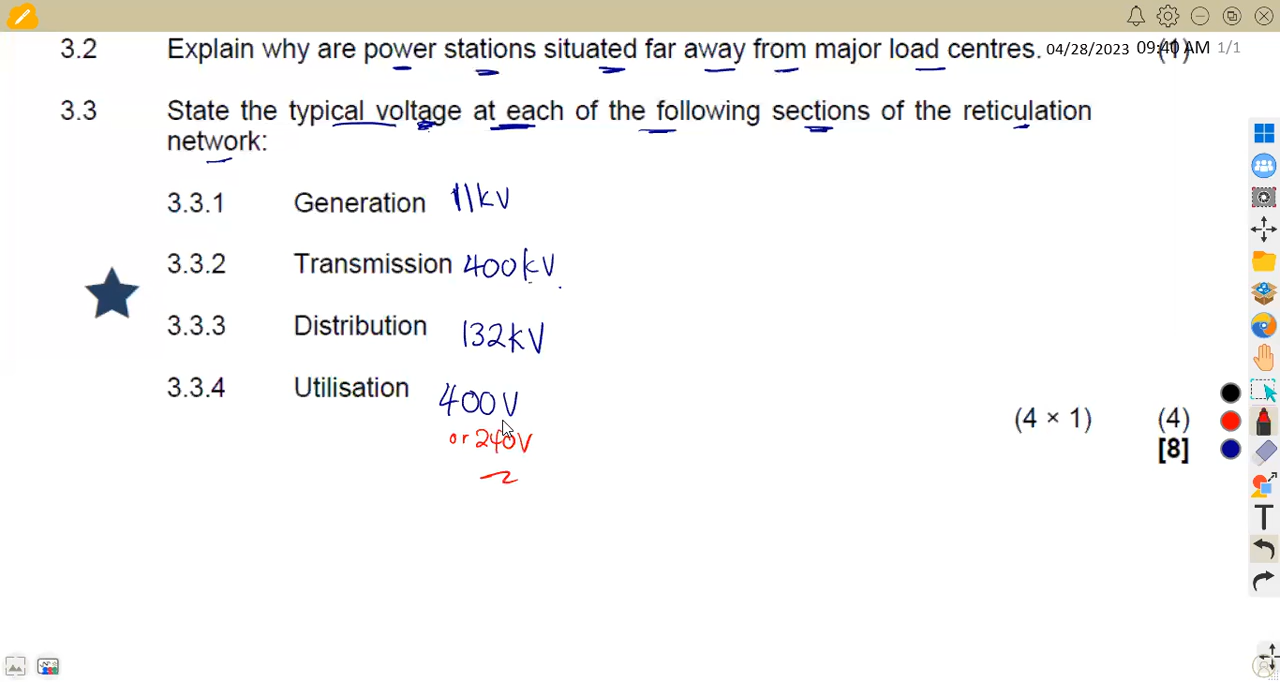 3.2 Explain why are power stations situated far away from major load centres. (1)
04/28/2023 09:40 AM 1/1
3.3 State the typical voltage at each of the following sections of the reticulation
network:
3.3.1 Generation 11kV
3.3.2 Transmission 400kV.
3.3.3 Distribution 132kV
3.3.4 Utilisation 400V
or 240V
(4 × 1) (4)
[8]
T